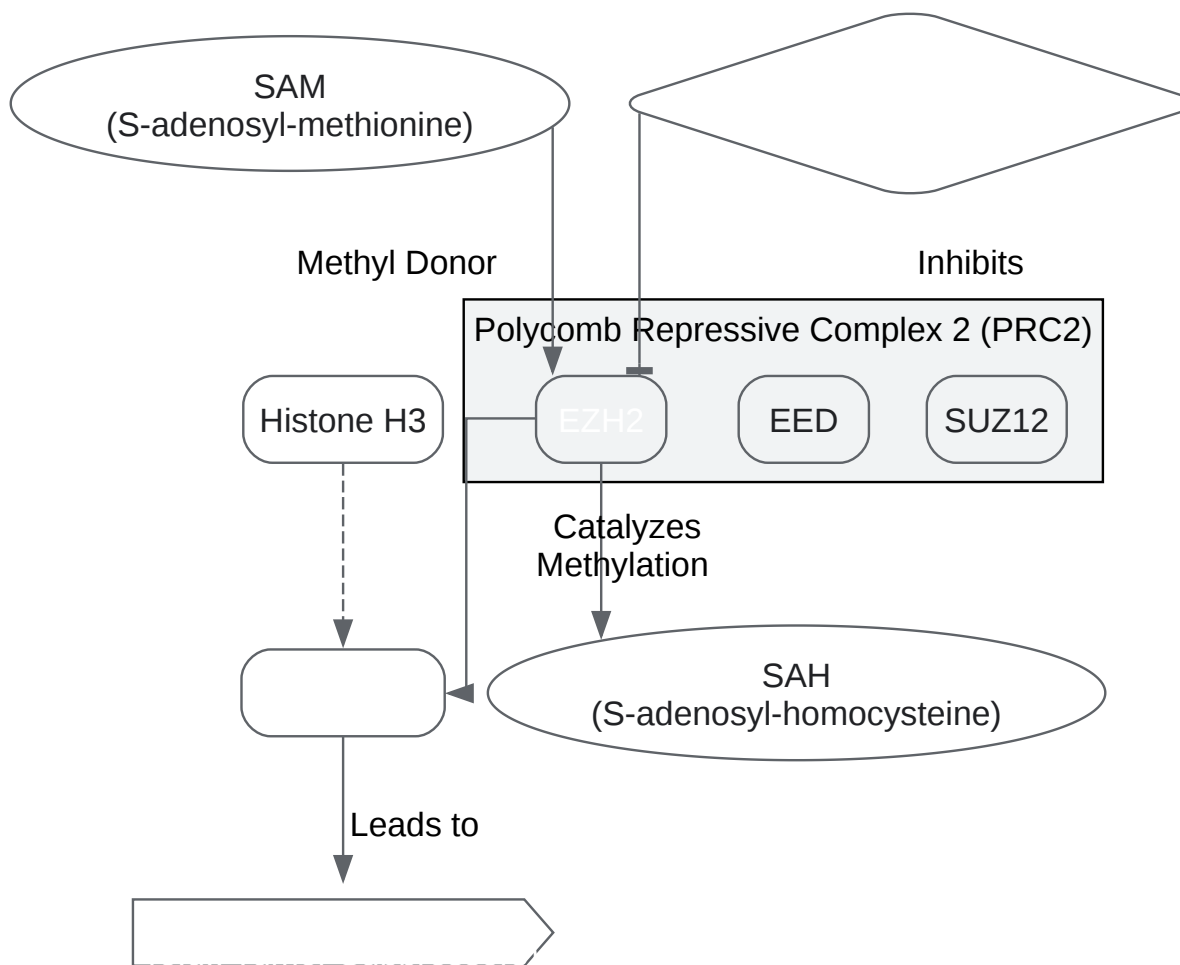 SAM
(S-adenosyl-methionine)
Methyl Donor
Inhibits
Polycomb Repressive Complex 2 (PRC2)
Histone H3
EZH2
EED
SUZ12
Catalyzes
Methylation
SAH
(S-adenosyl-homocysteine)
Leads to